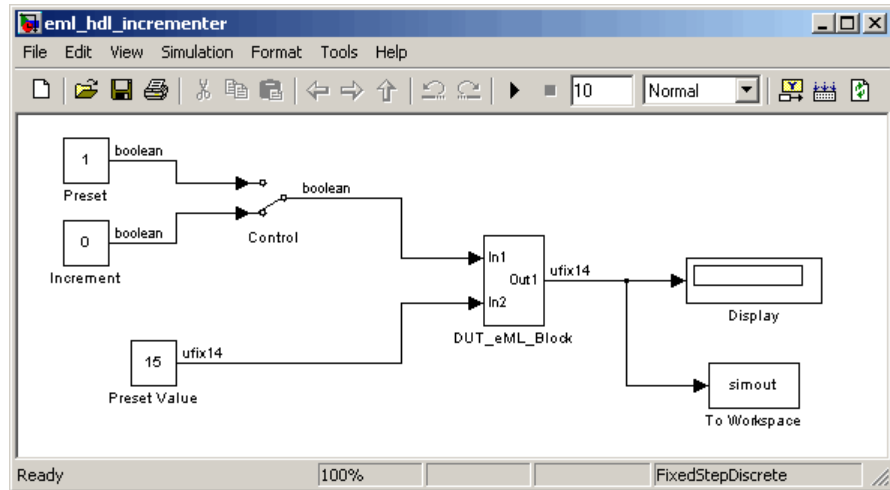 eml_hdl_incrementer
File Edit View Simulation Format Tools Help
10 Normal
1
boolean
Preset
boolean
Control
0
boolean
Increment
In1
Out1
In2
ufix14
DUT_eML_Block
Display
15
ufix14
Preset Value
simout
To Workspace
Ready 100% FixedStepDiscrete